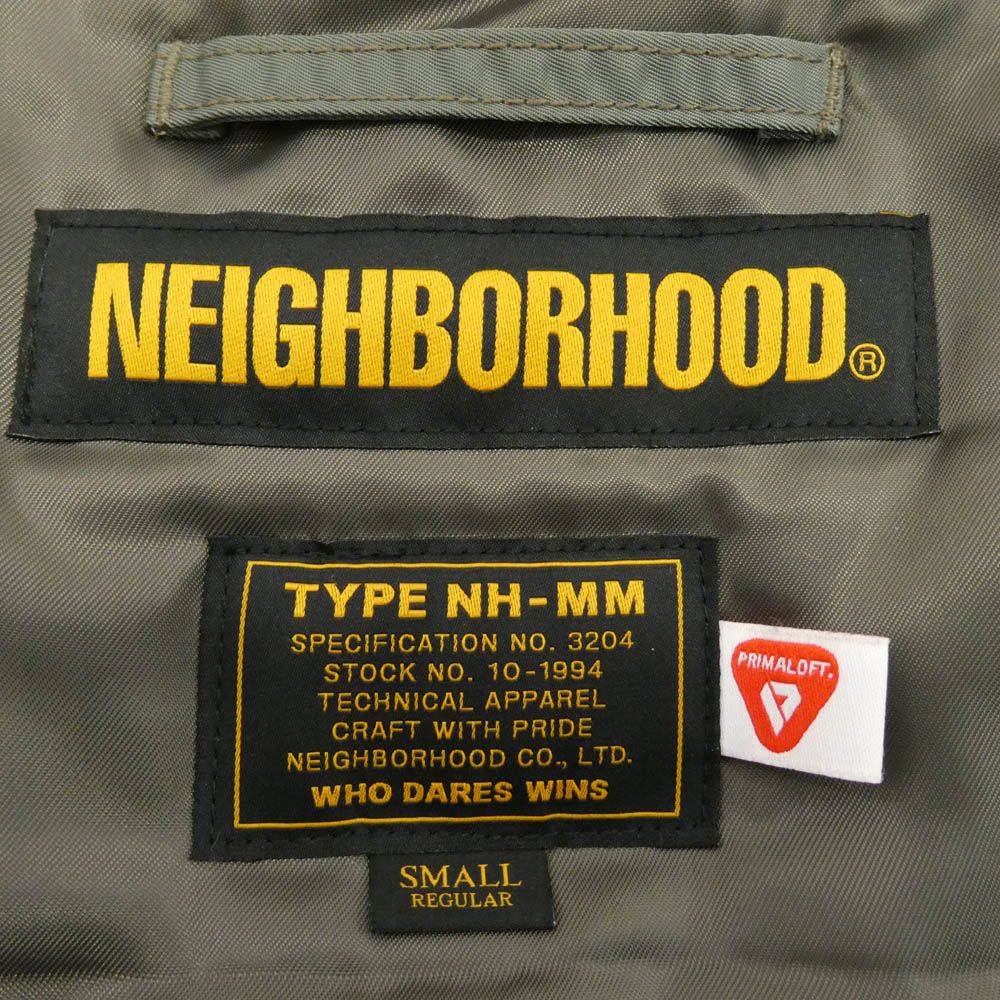 NEIGHBORHOOD®
TYPE NH-MM
SPECIFICATION NO. 3204
STOCK NO. 10-1994
TECHNICAL APPAREL
CRAFT WITH PRIDE
NEIGHBORHOOD CO., LTD.
WHO DARES WINS
PRIMALOFT.
SMALL
REGULAR